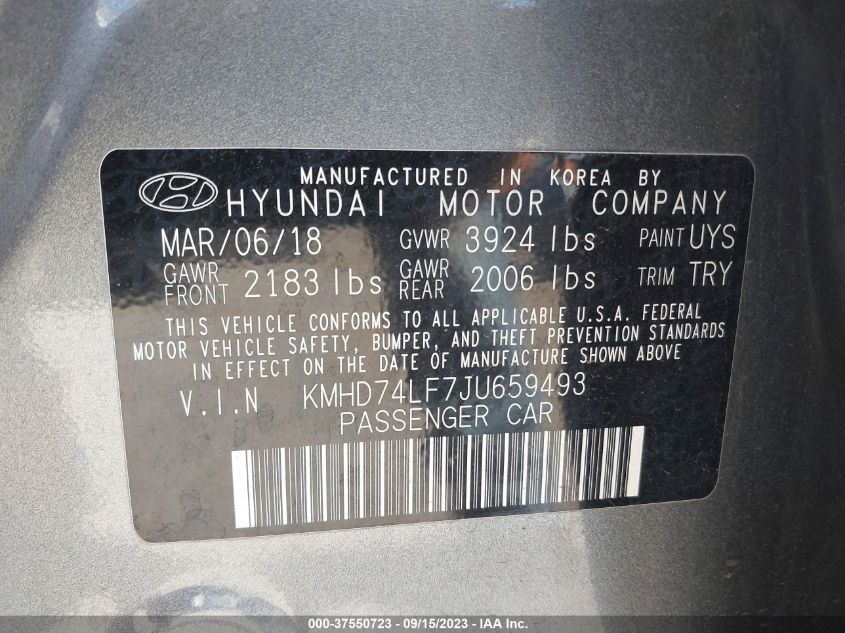 MANUFACTURED IN KOREA BY
HYUNDAI MOTOR COMPANY
MAR/06/18 GVWR 3924 lbs PAINT UYS
GAWR FRONT 2183 lbs GAWR REAR 2006 lbs TRIM TRY
THIS VEHICLE CONFORMS TO ALL APPLICABLE U.S.A. FEDERAL
MOTOR VEHICLE SAFETY, BUMPER, AND THEFT PREVENTION STANDARDS
IN EFFECT ON THE DATE OF MANUFACTURE SHOWN ABOVE
V.I.N KMHD74LF7JU659493
PASSENGER CAR
000-37550723 - 09/15/2023 - IAA Inc.